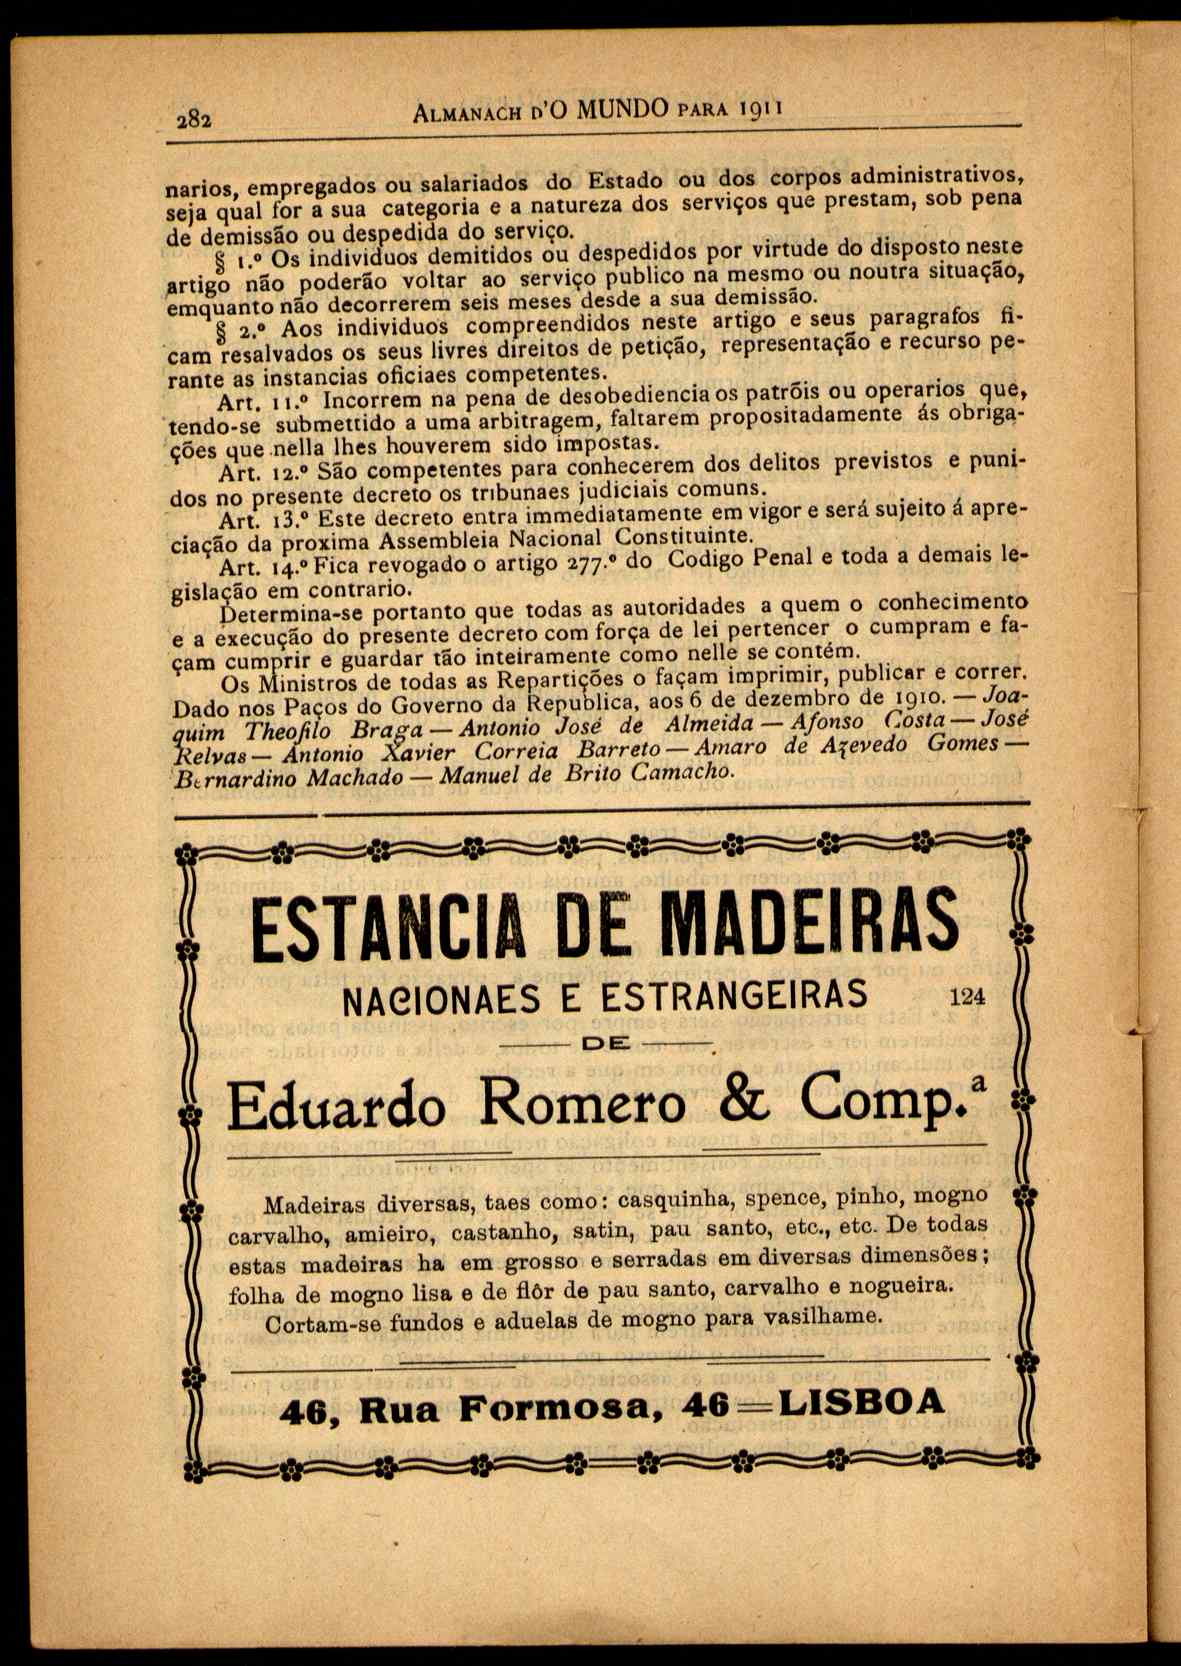 282
ALMANACH D'O MUNDO PARA 1911
narios, empregados ou salariados do Estado ou dos corpos administrativos,
seja qual for a sua categoria e a natureza dos serviços que prestam, sob pena
de demissão ou despedida do serviço.
§ 1.º Os individuos demitidos ou despedidos por virtude do disposto neste
artigo não poderão voltar ao serviço publico na mesmo ou noutra situação,
emquanto não decorrerem seis meses desde a sua demissão.
§ 2.º Aos individuos compreendidos neste artigo e seus paragrafos fi-
cam resalvados os seus livres direitos de petição, representação e recurso pe-
rante as instancias oficiaes competentes.
Art. 11.º Incorrem na pena de desobediencia os patrõis ou operarios que,
tendo-se submettido a uma arbitragem, faltarem propositadamente ás obriga-
ções que nella lhes houverem sido impostas.
Art. 12.º São competentes para conhecerem dos delitos previstos e puni-
dos no presente decreto os tribunaes judiciais comuns.
Art. 13.º Este decreto entra immediatamente em vigor e será sujeito á apre-
ciação da proxima Assembleia Nacional Constituinte.
Art. 14.º Fica revogado o artigo 277.º do Codigo Penal e toda a demais le-
gislação em contrario.
Determina-se portanto que todas as autoridades a quem o conhecimento
e a execução do presente decreto com força de lei pertencer o cumpram e fa-
çam cumprir e guardar tão inteiramente como nelle se contém.
Os Ministros de todas as Repartições o façam imprimir, publicar e correr.
Dado nos Paços do Governo da Republica, aos 6 de dezembro de 1910. — Joa-
quim Theofilo Braga — Antonio José de Almeida — Afonso Costa — José
Relvas — Antonio Xavier Correia Barreto — Amaro de Azevedo Gomes —
Bernardino Machado — Manuel de Brito Camacho.
ESTANCIA DE MADEIRAS
NACIONAES E ESTRANGEIRAS 124
DE
Eduardo Romero & Comp.ª
Madeiras diversas, taes como: casquinha, spence, pinho, mogno
carvalho, amieiro, castanho, satin, pau santo, etc., etc. De todas
estas madeiras ha em grosso e serradas em diversas dimensões;
folha de mogno lisa e de flôr de pau santo, carvalho e nogueira.
Cortam-se fundos e aduelas de mogno para vasilhame.
46, Rua Formosa, 46=LISBOA